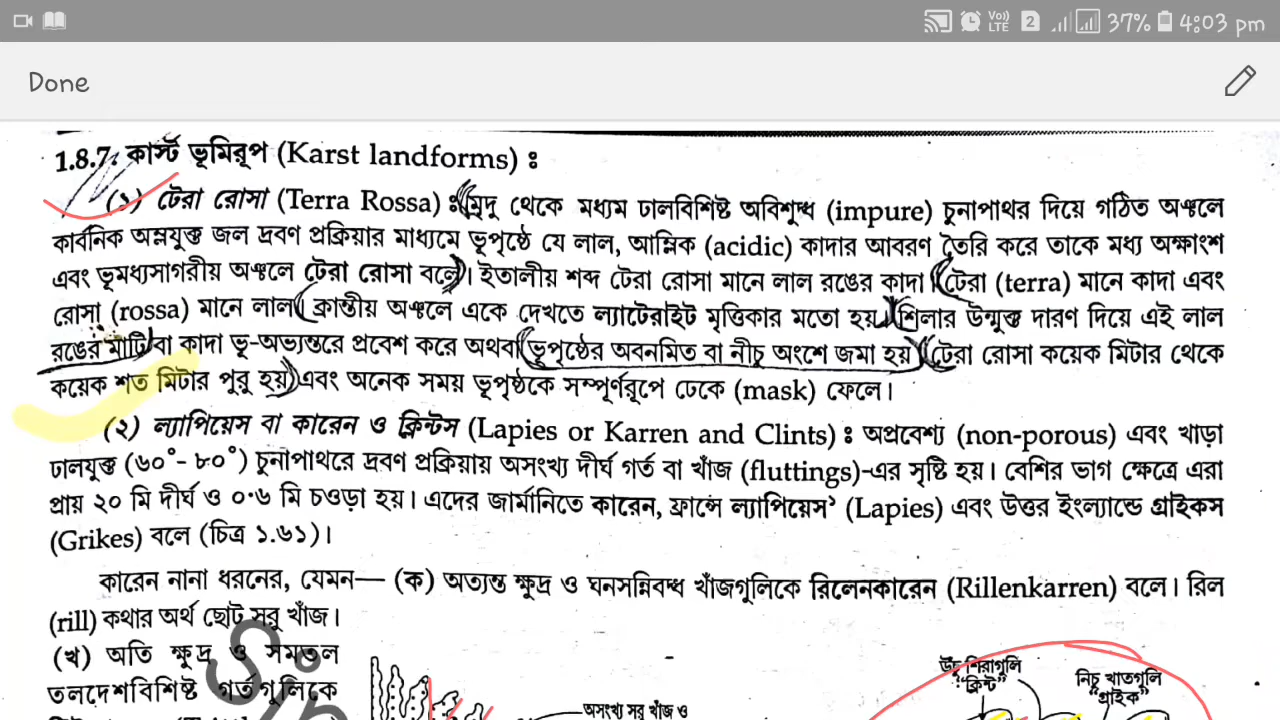 Vo)) LTE 2 37% 4:03 pm
Done
1.8.7. কার্স্ট ভূমিরূপ (Karst landforms) ঃ
(১) টেরা রোসা (Terra Rossa) ঃ মৃদু থেকে মধ্যম ঢালবিশিষ্ট অবিশুদ্ধ (impure) চুনাপাথর দিয়ে গঠিত অঞ্চলে
কার্বনিক অম্লযুক্ত জল দ্রবণ প্রক্রিয়ার মাধ্যমে ভূপৃষ্ঠে যে লাল, আম্লিক (acidic) কাদার আবরণ তৈরি করে তাকে মধ্য অক্ষাংশ
এবং ভূমধ্যসাগরীয় অঞ্চলে টেরা রোসা বলে। ইতালীয় শব্দ টেরা রোসা মানে লাল রঙের কাদা (টেরা (terra) মানে কাদা এবং
রোসা (rossa) মানে লাল। ক্রান্তীয় অঞ্চলে একে দেখতে ল্যাটেরাইট মৃত্তিকার মতো হয়। শিলার উন্মুক্ত দারণ দিয়ে এই লাল
রঙের মাটি বা কাদা ভূ-অভ্যন্তরে প্রবেশ করে অথবা ভূপৃষ্ঠের অবনমিত বা নীচু অংশে জমা হয়। টেরা রোসা কয়েক মিটার থেকে
কয়েক শত মিটার পুরু হয় এবং অনেক সময় ভূপৃষ্ঠকে সম্পূর্ণরূপে ঢেকে (mask) ফেলে।
(২) ল্যাপিয়েস বা কারেন ও ক্লিন্টস (Lapies or Karren and Clints) ঃ অপ্রবেশ্য (non-porous) এবং খাড়া
ঢালযুক্ত (৬০°- ৮০°) চুনাপাথরে দ্রবণ প্রক্রিয়ায় অসংখ্য দীর্ঘ গর্ত বা খাঁজ (fluttings)-এর সৃষ্টি হয়। বেশির ভাগ ক্ষেত্রে এরা
প্রায় ২০ মি দীর্ঘ ও ০·৬ মি চওড়া হয়। এদের জার্মানিতে কারেন, ফ্রান্সে ল্যাপিয়েস' (Lapies) এবং উত্তর ইংল্যান্ডে গ্রাইকস
(Grikes) বলে (চিত্র ১.৬১)।
কারেন নানা ধরনের, যেমন— (ক) অত্যন্ত ক্ষুদ্র ও ঘনসন্নিবদ্ধ খাঁজগুলিকে রিলেনকারেন (Rillenkarren) বলে। রিল
(rill) কথার অর্থ ছোট সরু খাঁজ।
(খ) অতি ক্ষুদ্র ও সমতল
তলদেশবিশিষ্ট গর্তগুলিকে
অসংখ্য সরু খাঁজ ও
উঁচু শিরাগুলি
"ক্লিন্ট"
নিচু খাতগুলি
"গ্রাইক"